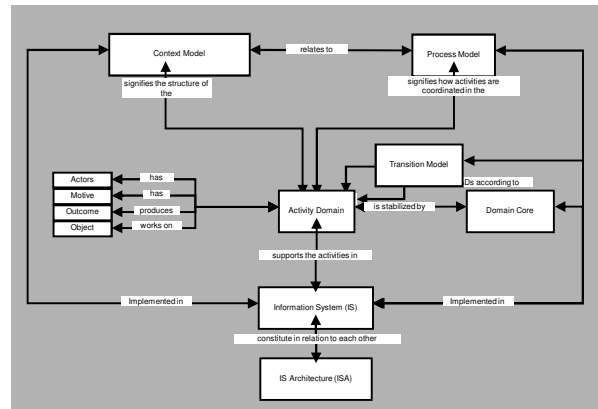 Context Model
relates to
Process Model
signifies the structure of
the
signifies how activities are
coordinated in the
Transition Model
Ds according to
Actors
has
Motive
has
Outcome
produces
Object
works on
Activity Domain
is stabilized by
Domain Core
supports the activities in
Implemented in
Information System (IS)
Implemented in
constitute in relation to each other
IS Architecture (ISA)